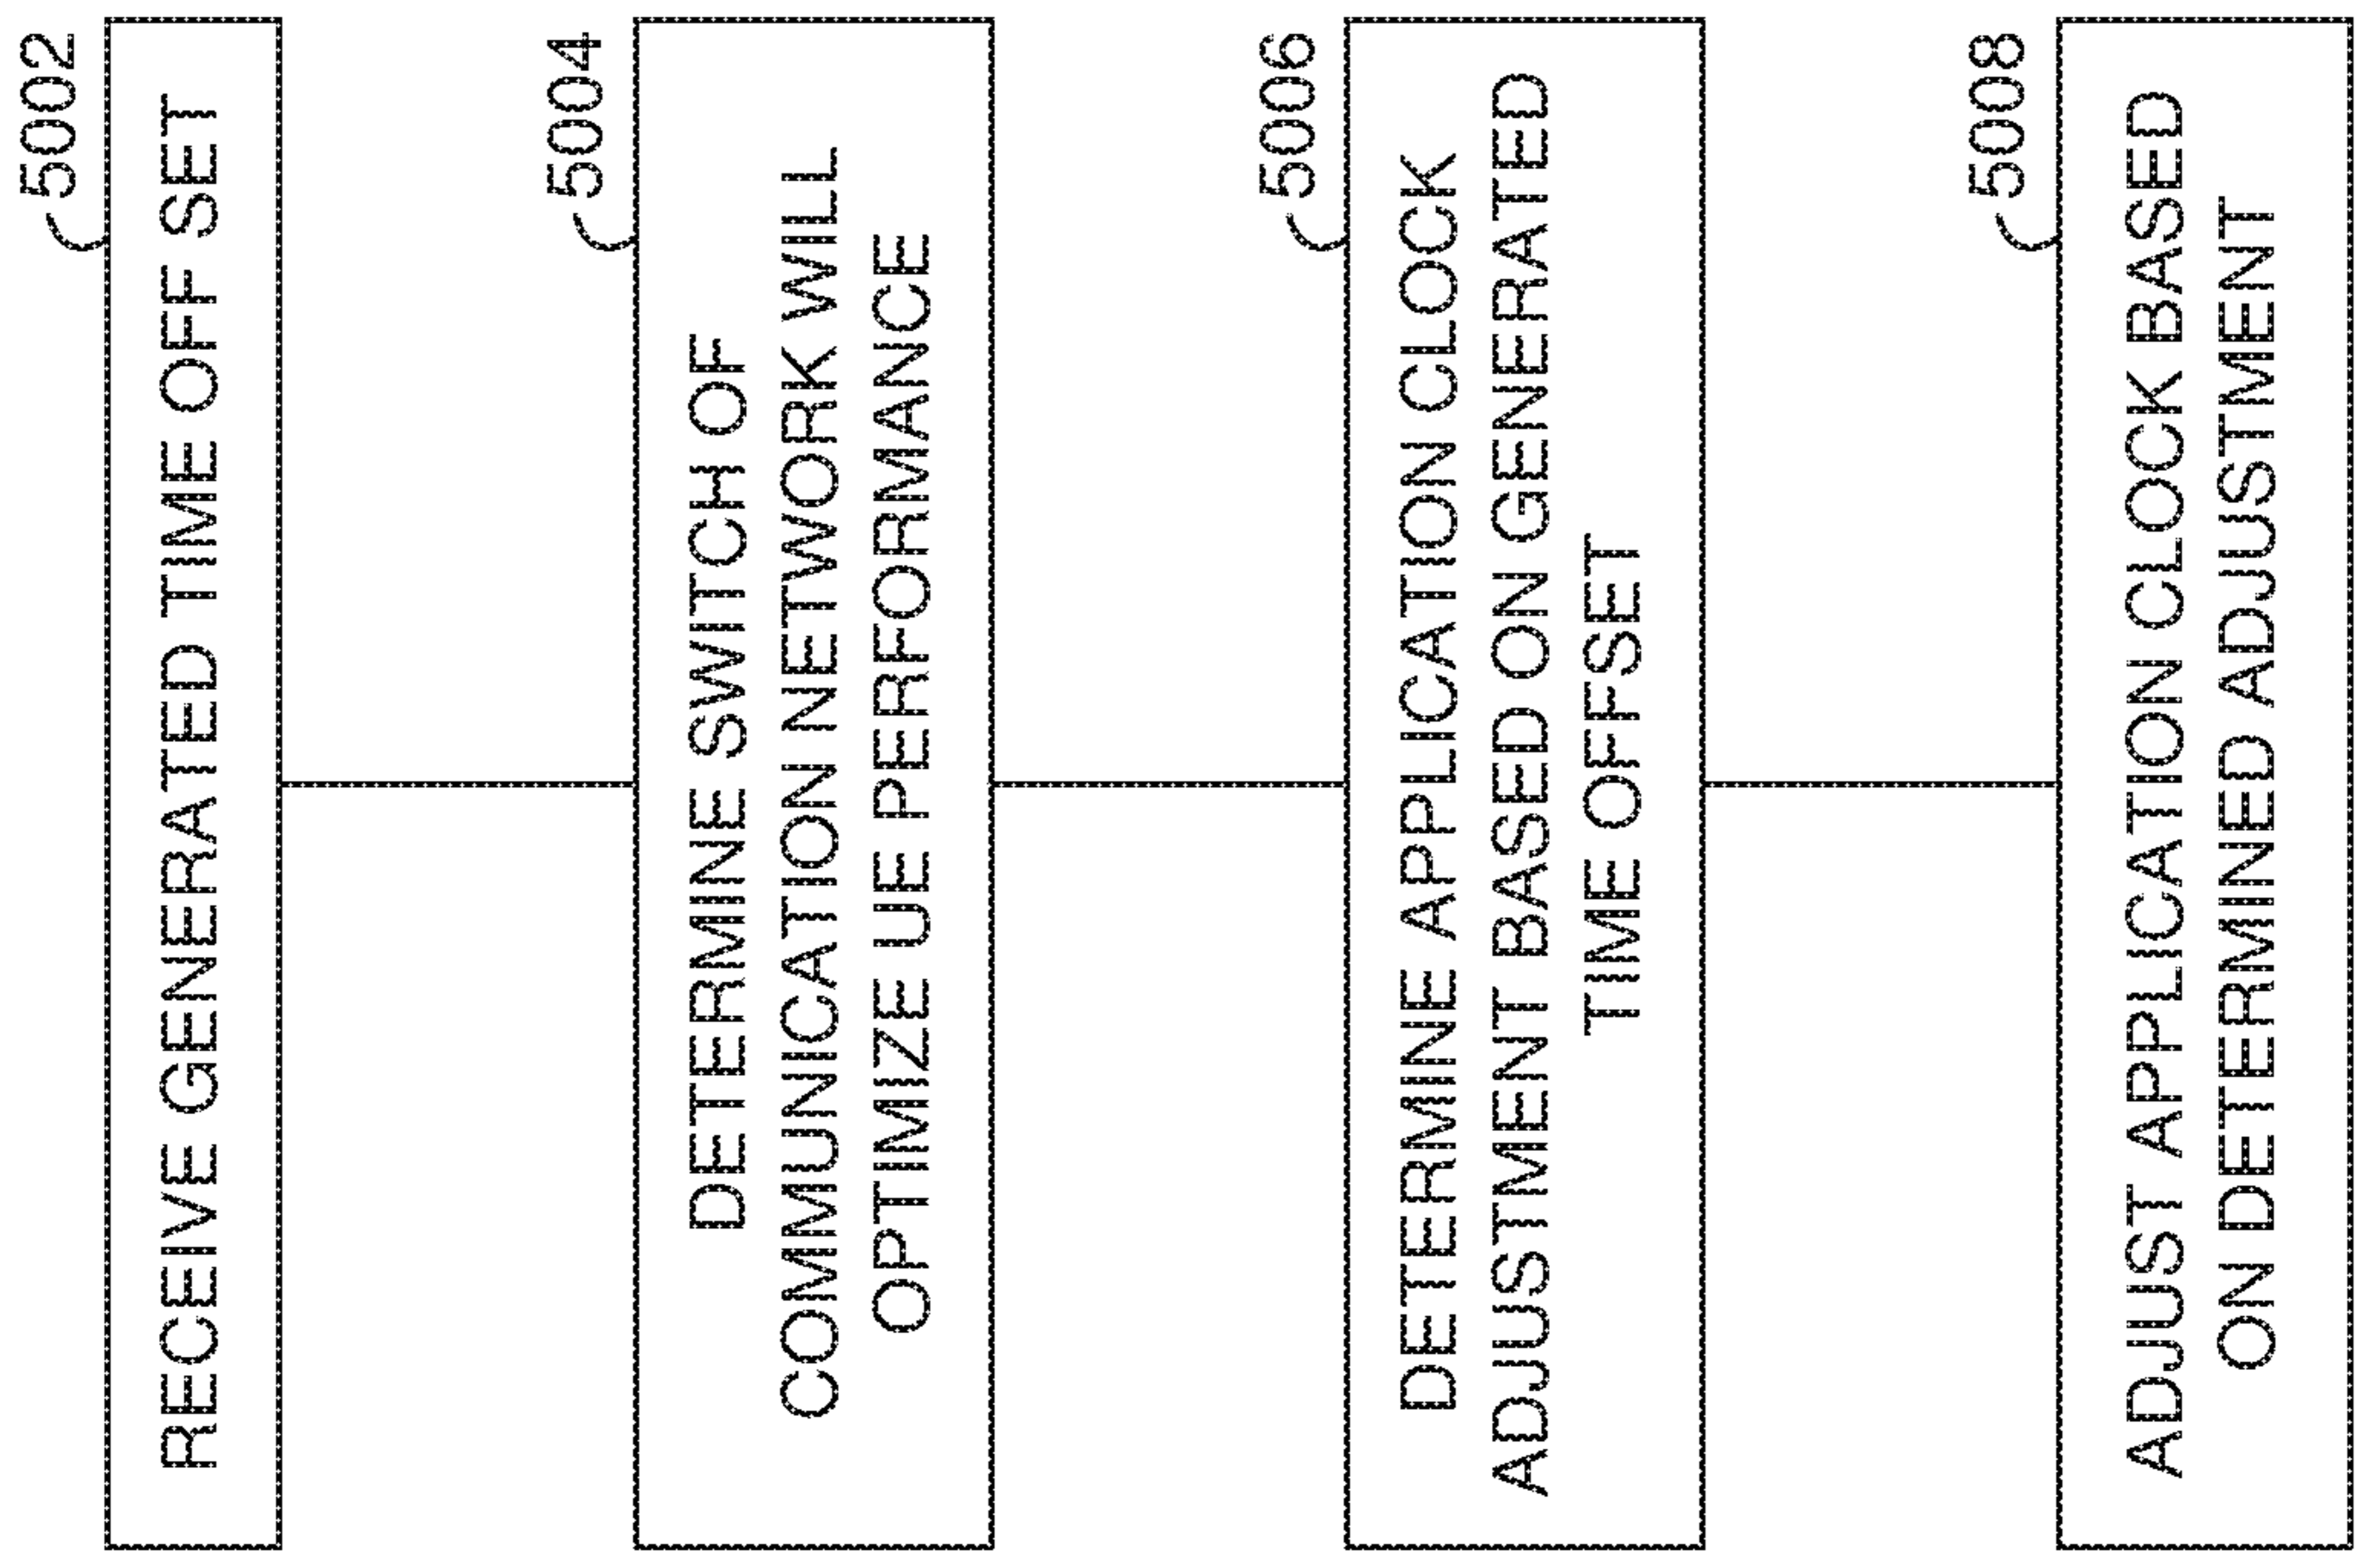 5002
RECEIVE GENERATED TIME OFF SET
5004
DETERMINE SWITCH OF
COMMUNICATION NETWORK WILL
OPTIMIZE UE PERFORMANCE
5006
DETERMINE APPLICATION CLOCK
ADJUSTMENT BASED ON GENERATED
TIME OFFSET
5008
ADJUST APPLICATION CLOCK BASED
ON DETERMINED ADJUSTMENT